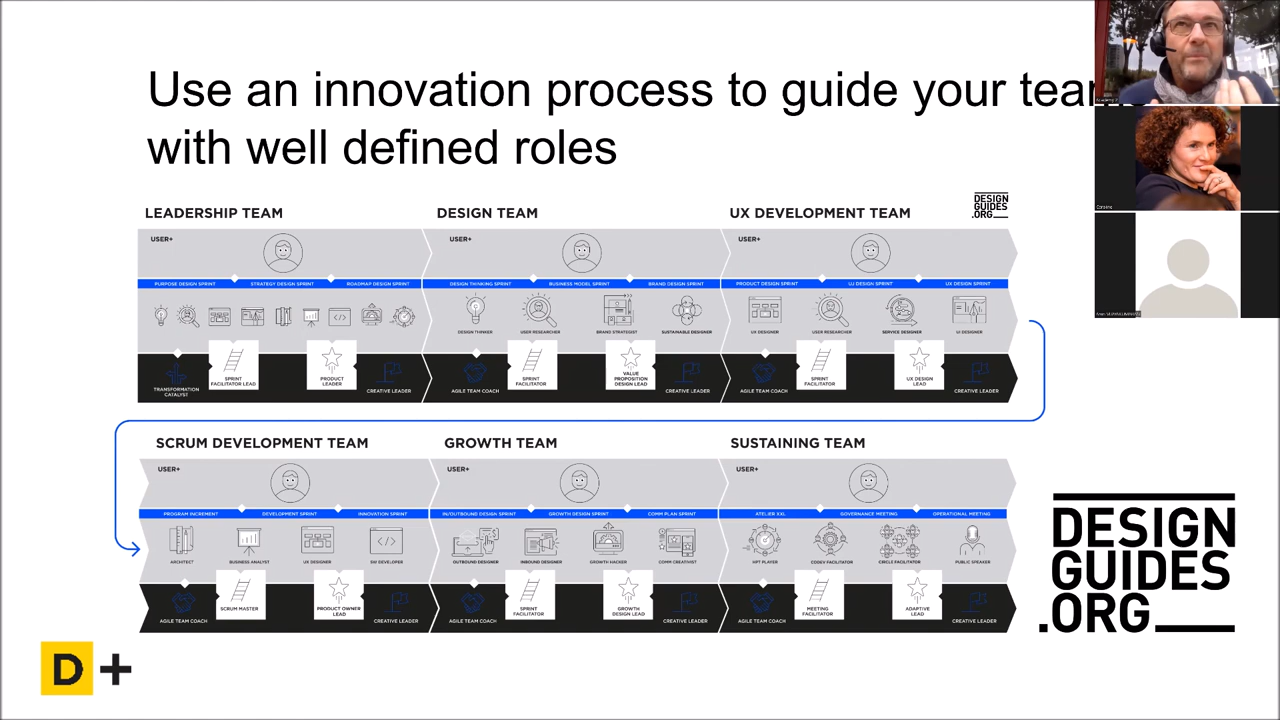 Use an innovation process to guide your teams
with well defined roles
DESIGN
GUIDES
.ORG
LEADERSHIP TEAM
USER+
PURPOSE DESIGN SPRINT
STRATEGY DESIGN SPRINT
ROADMAP DESIGN SPRINT
TRANSFORMATION
CATALYST
SPRINT
FACILITATOR LEAD
PRODUCT
LEADER
CREATIVE LEADER
DESIGN TEAM
USER+
DESIGN THINKING SPRINT
BUSINESS MODEL SPRINT
BRAND DESIGN SPRINT
DESIGN THINKER
USER RESEARCHER
BRAND STRATEGIST
SUSTAINABLE DESIGNER
AGILE TEAM COACH
SPRINT
FACILITATOR
VALUE
PROPOSITION
DESIGN LEAD
CREATIVE LEADER
UX DEVELOPMENT TEAM
USER+
PRODUCT DESIGN SPRINT
UJ DESIGN SPRINT
UX DESIGN SPRINT
UX DESIGNER
USER RESEARCHER
SERVICE DESIGNER
UI DESIGNER
AGILE TEAM COACH
SPRINT
FACILITATOR
UX DESIGN
LEAD
CREATIVE LEADER
SCRUM DEVELOPMENT TEAM
USER+
PROGRAM INCREMENT
DEVELOPMENT SPRINT
INNOVATION SPRINT
ARCHITECT
BUSINESS ANALYST
UX DESIGNER
SW DEVELOPER
AGILE TEAM COACH
SCRUM MASTER
PRODUCT OWNER
LEAD
CREATIVE LEADER
GROWTH TEAM
USER+
IN/OUTBOUND DESIGN SPRINT
GROWTH DESIGN SPRINT
COMM PLAN SPRINT
OUTBOUND DESIGNER
INBOUND DESIGNER
GROWTH HACKER
COMM CREATIVIST
AGILE TEAM COACH
SPRINT
FACILITATOR
GROWTH
DESIGN LEAD
CREATIVE LEADER
SUSTAINING TEAM
USER+
ATELIER XXL
GOVERNANCE MEETING
OPERATIONAL MEETING
HPT PLAYER
CODEV FACILITATOR
CIRCLE FACILITATOR
PUBLIC SPEAKER
AGILE TEAM COACH
MEETING
FACILITATOR
ADAPTIVE
LEAD
CREATIVE LEADER
DESIGN
GUIDES
.ORG
D+